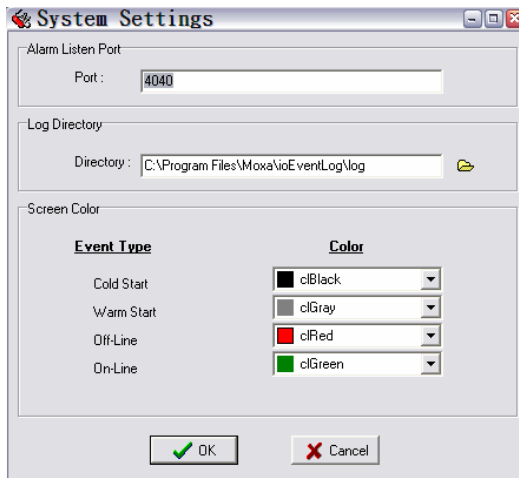 System Settings
Alarm Listen Port
Port :
4040
Log Directory
Directory :
C:\Program Files\Moxa\ioEventLog\log
Screen Color
Event Type Color
Cold Start clBlack
Warm Start clGray
Off-Line clRed
On-Line clGreen
OK Cancel